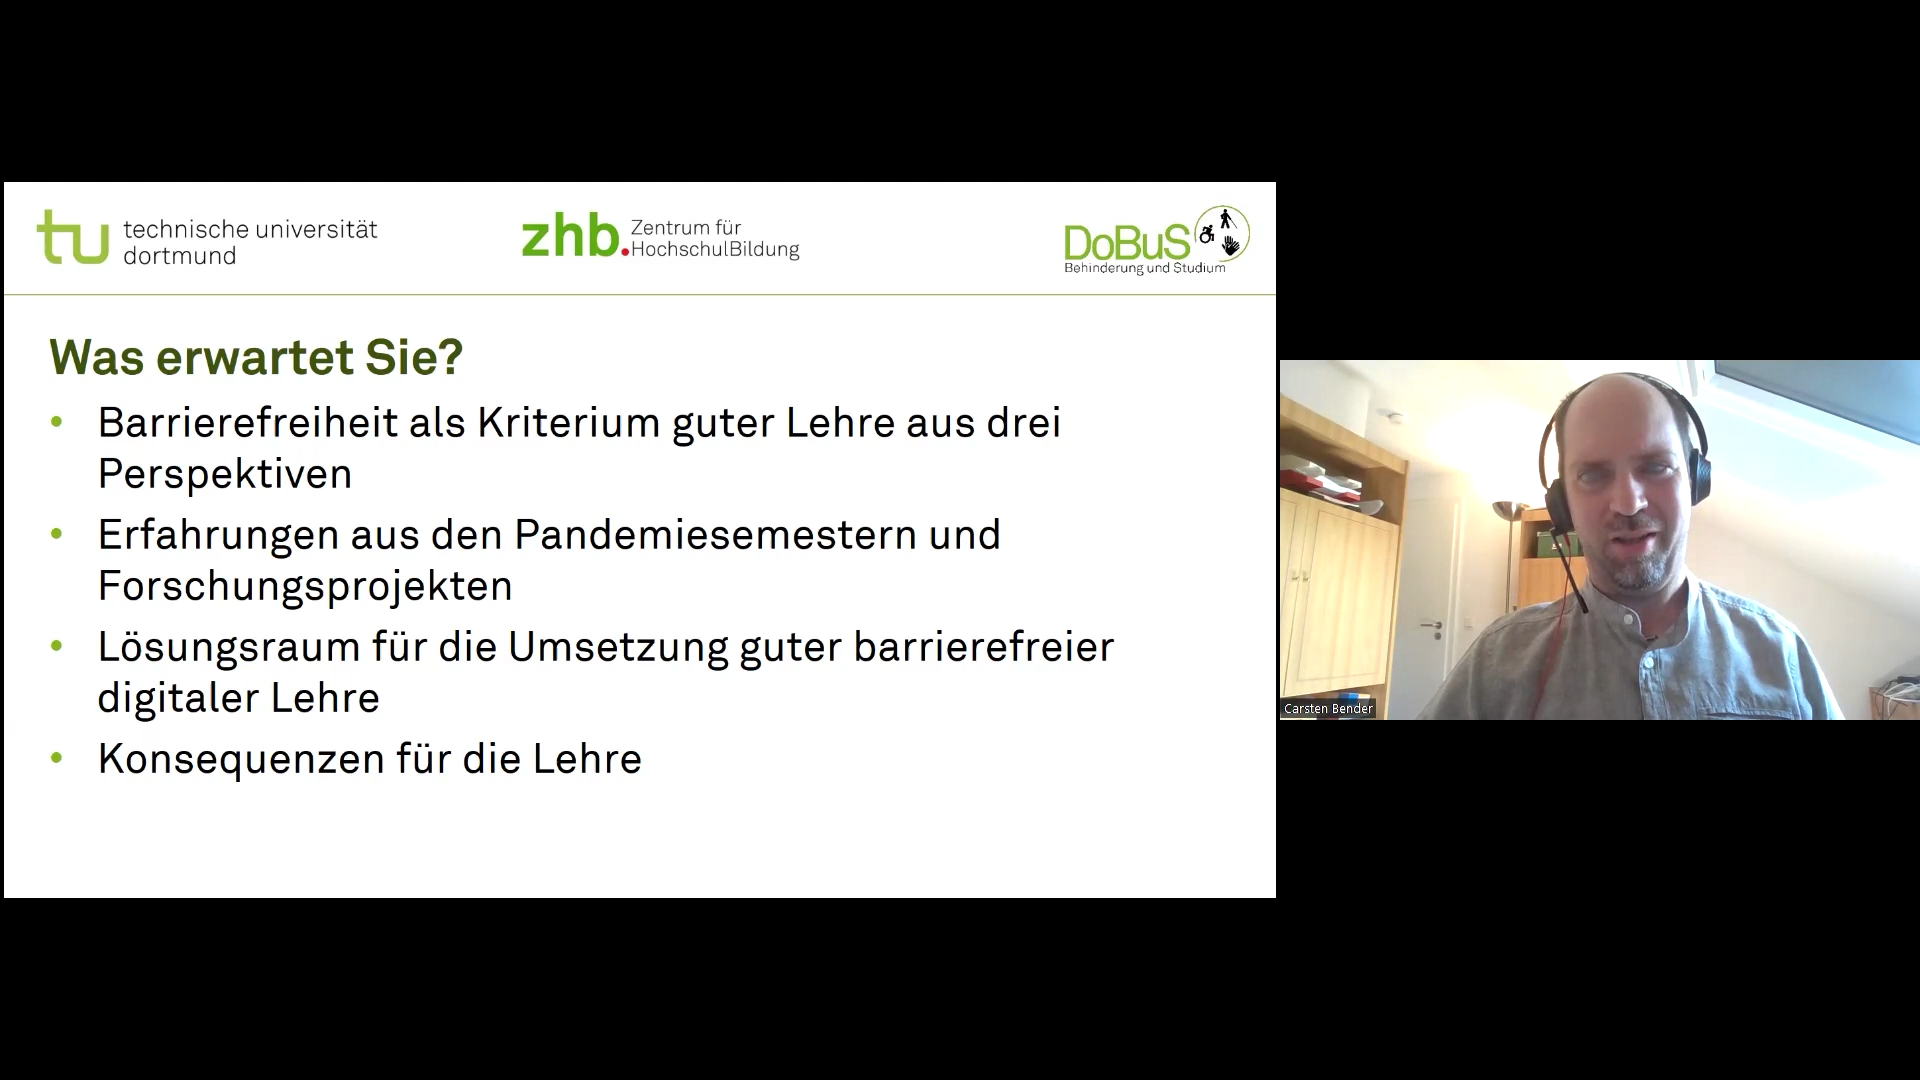 tu technische universität
dortmund
zhb. Zentrum für
HochschulBildung
DoBuS
Behinderung und Studium
Was erwartet Sie?
• Barrierefreiheit als Kriterium guter Lehre aus drei
Perspektiven
• Erfahrungen aus den Pandemiesemestern und
Forschungsprojekten
• Lösungsraum für die Umsetzung guter barrierefreier
digitaler Lehre
• Konsequenzen für die Lehre
Carsten Bender